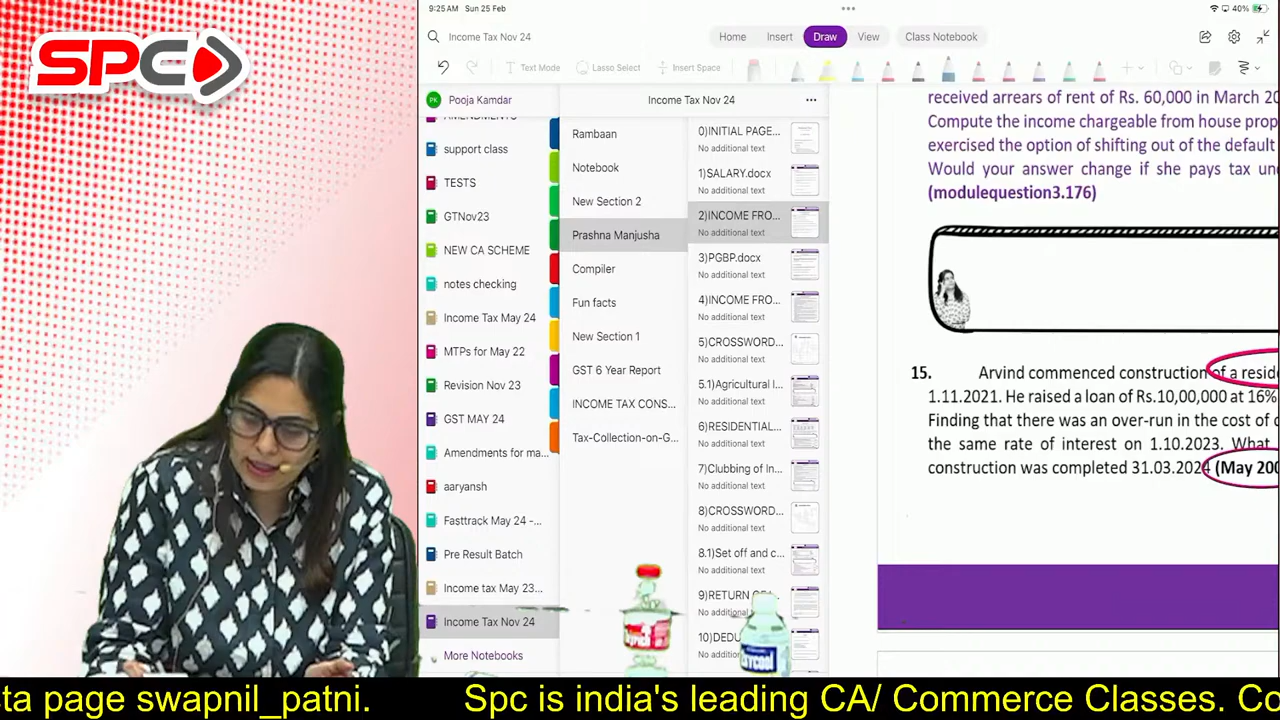 9:25 AM Sun 25 Feb
40%
SPC
Income Tax Nov 24
Home
Insert
Draw
View
Class Notebook
Text Mode
Lasso Select
Insert Space
PK Pooja Kamdar
AMENDMENTS
support class
TESTS
GTNov23
NEW CA SCHEME
notes checking
Income Tax May 24
MTPs for May 22
Revision Nov 23
GST MAY 24
Amendments for ma...
aaryansh
Fasttrack May 24 -...
Pre Result Batch
Income tax May
Income Tax Nov 24
More Notebooks
Income Tax Nov 24
Rambaan
Notebook
New Section 2
Prashna Manjusha
Compiler
Fun facts
New Section 1
GST 6 Year Report
INCOME TAX CONS...
Tax-Collection-on-G...
0)INITIAL PAGE...
No additional text
1)SALARY.docx
No additional text
2)INCOME FRO...
No additional text
3)PGBP.docx
No additional text
4)INCOME FRO...
No additional text
5)CROSSWORD...
No additional text
5.1)Agricultural I...
No additional text
6)RESIDENTIAL...
No additional text
7)Clubbing of In...
No additional text
8)CROSSWORD...
No additional text
8.1)Set off and c...
No additional text
9)RETURN
No additional
10)DEDU
No additional text
received arrears of rent of Rs. 60,000 in March 20
Compute the income chargeable from house prop
exercised the option of shifting out of the default
Would your answer change if she pays tax un
(modulequestion3.176)
15. Arvind commenced construction of a reside
1.11.2021. He raised a loan of Rs.10,00,000 at 16%
Finding that there was an over-run in the cost of
the same rate of interest on 1.10.2023. What
construction was completed 31.03.2024 (May 200
sta page swapnil_patni. Spc is india's leading CA/ Commerce Classes. Co